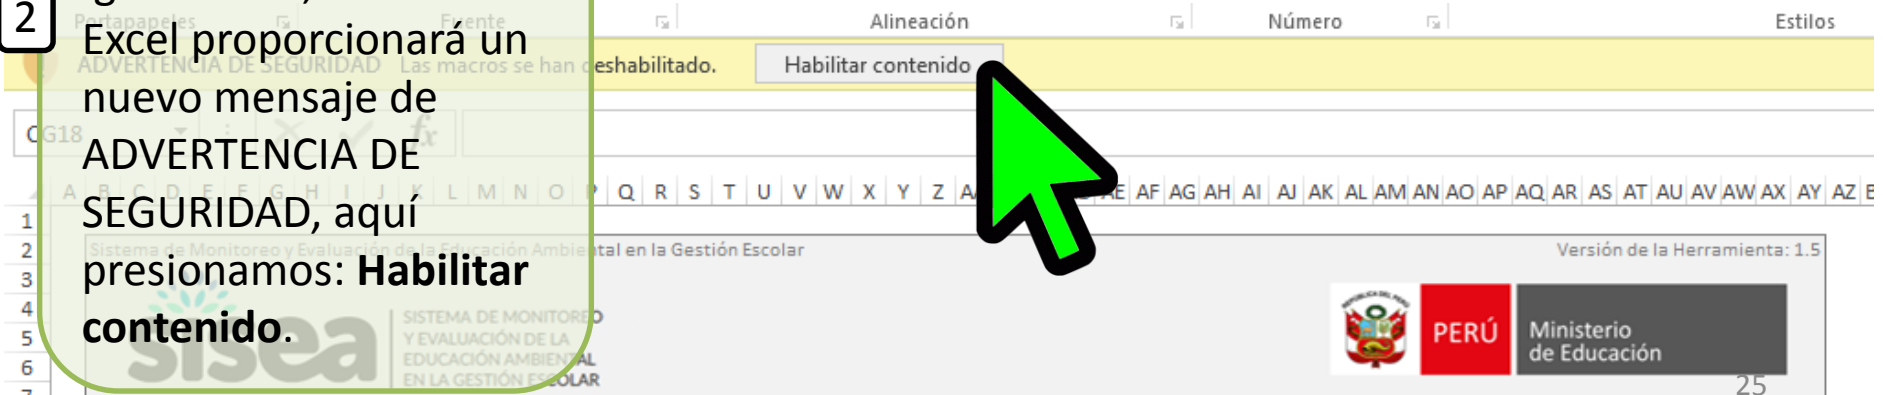 2
Portapapeles Fuente Alineación Número Estilos
Excel proporcionará un
nuevo mensaje de
ADVERTENCIA DE
SEGURIDAD, aquí
presionamos: Habilitar
contenido.
ADVERTENCIA DE SEGURIDAD Las macros se han deshabilitado. Habilitar contenido
CG18 fx
A B C D E F G H I J K L M N O P Q R S T U V W X Y Z AE AF AG AH AI AJ AK AL AM AN AO AP AQ AR AS AT AU AV AW AX AY AZ
1
2 Sistema de Monitoreo y Evaluación de la Educación Ambiental en la Gestión Escolar Versión de la Herramienta: 1.5
3
4
5
6
sisea
SISTEMA DE MONITOREO
Y EVALUACIÓN DE LA
EDUCACIÓN AMBIENTAL
EN LA GESTIÓN ESCOLAR
PERÚ
Ministerio
de Educación
25